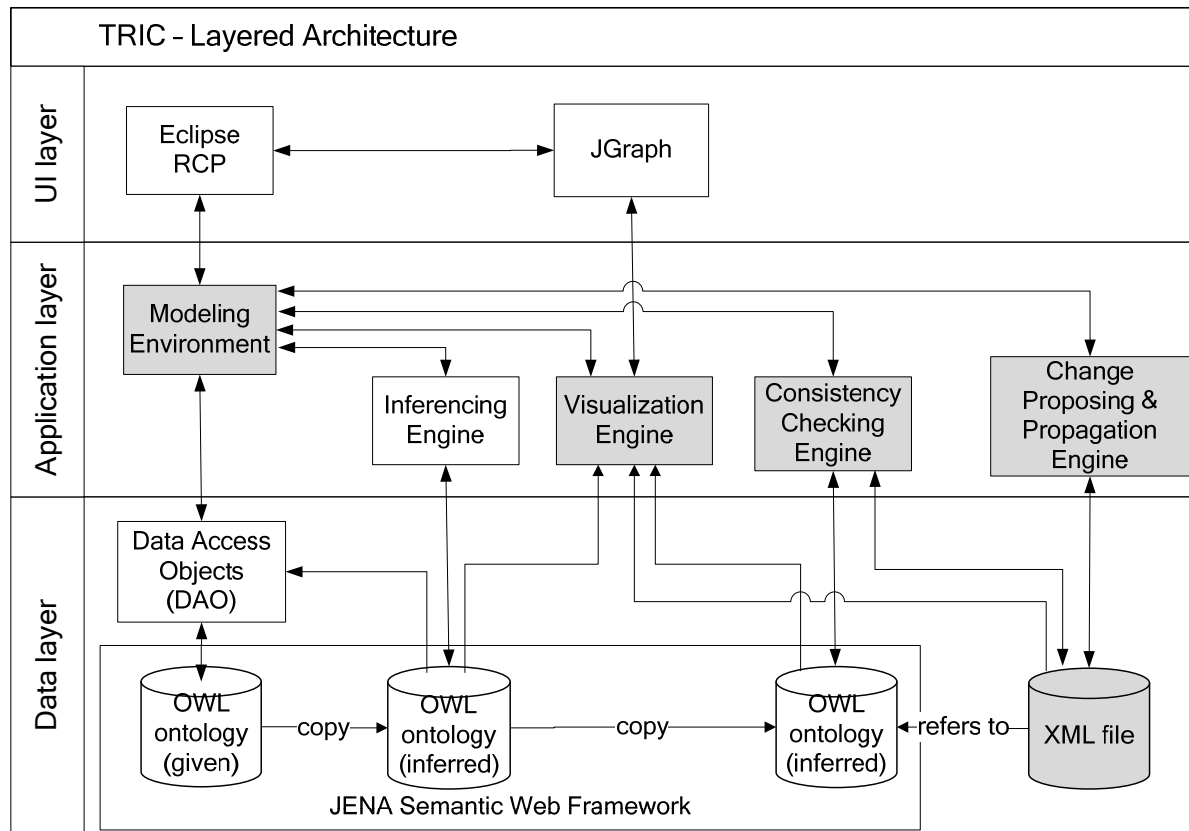 TRIC – Layered Architecture
UI layer
Eclipse
RCP
JGraph
Application layer
Modeling
Environment
Inferencing
Engine
Visualization
Engine
Consistency
Checking
Engine
Change
Proposing &
Propagation
Engine
Data layer
Data Access
Objects
(DAO)
OWL
ontology
(given)
copy
OWL
ontology
(inferred)
copy
OWL
ontology
(inferred)
refers to
XML file
JENA Semantic Web Framework